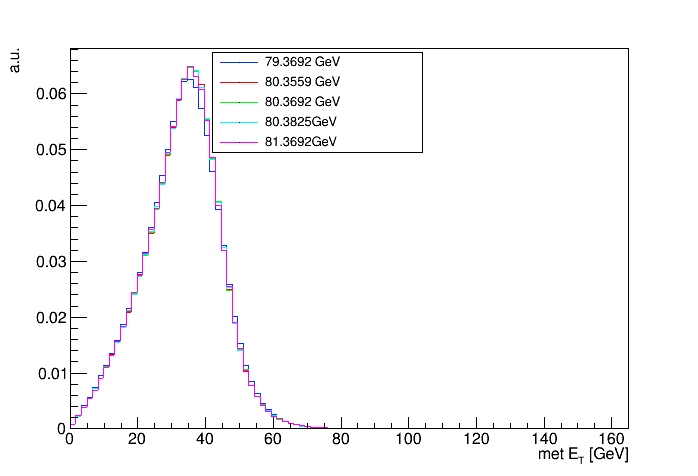 a.u.
79.3692 GeV
80.3559 GeV
80.3692 GeV
80.3825GeV
81.3692GeV
0.06
0.05
0.04
0.03
0.02
0.01
0
0 20 40 60 80 100 120 140 160
met E_T [GeV]